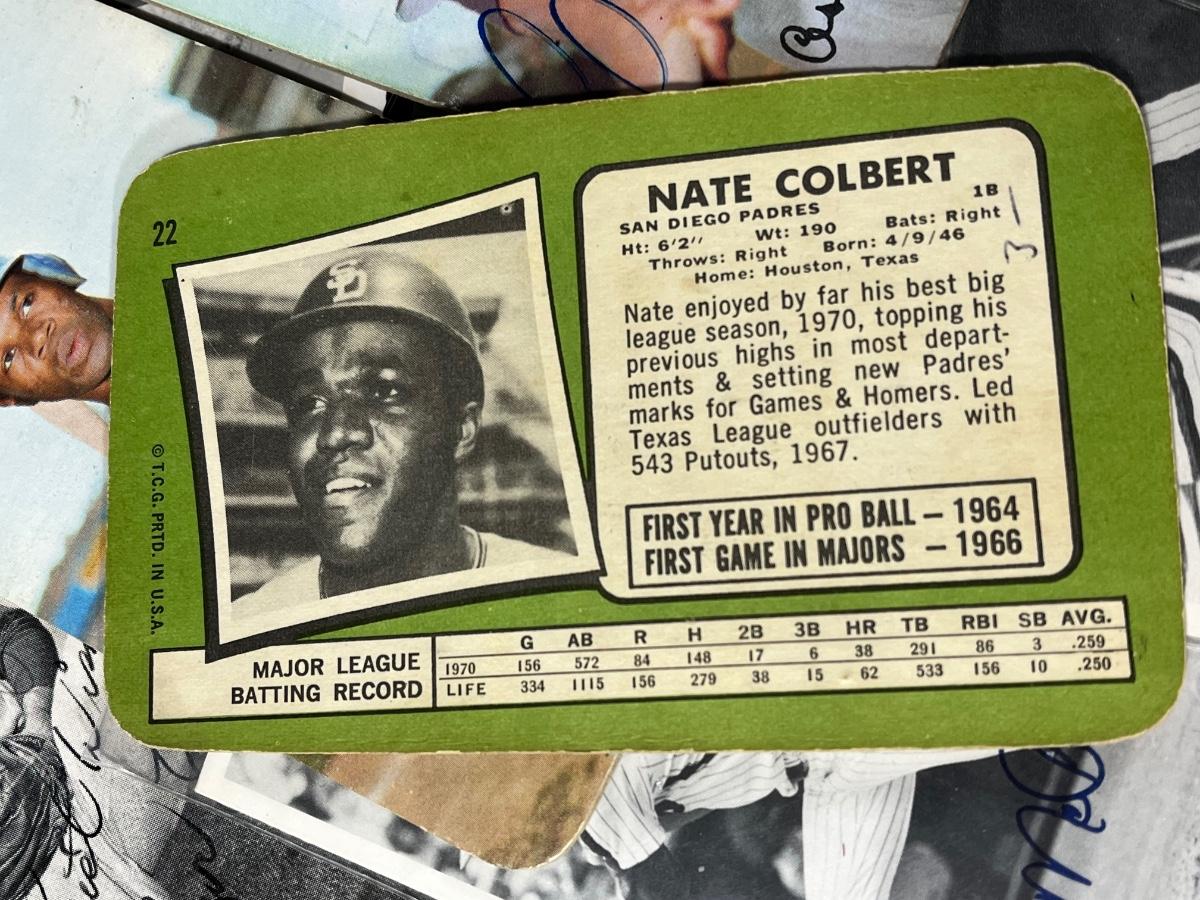 22
NATE COLBERT
1B
SAN DIEGO PADRES
Ht: 6'2'' Wt: 190 Bats: Right
Throws: Right Born: 4/9/46
Home: Houston, Texas
3
Nate enjoyed by far his best big
league season, 1970, topping his
previous highs in most depart-
ments & setting new Padres'
marks for Games & Homers. Led
Texas League outfielders with
543 Putouts, 1967.
FIRST YEAR IN PRO BALL – 1964
FIRST GAME IN MAJORS – 1966
SD
© T.C.G. PRTD. IN U.S.A.
MAJOR LEAGUE
BATTING RECORD
G AB R H 2B 3B HR TB RBI SB AVG.
1970 156 572 84 148 17 6 38 291 86 3 .259
LIFE 334 1115 156 279 38 15 62 533 156 10 .250